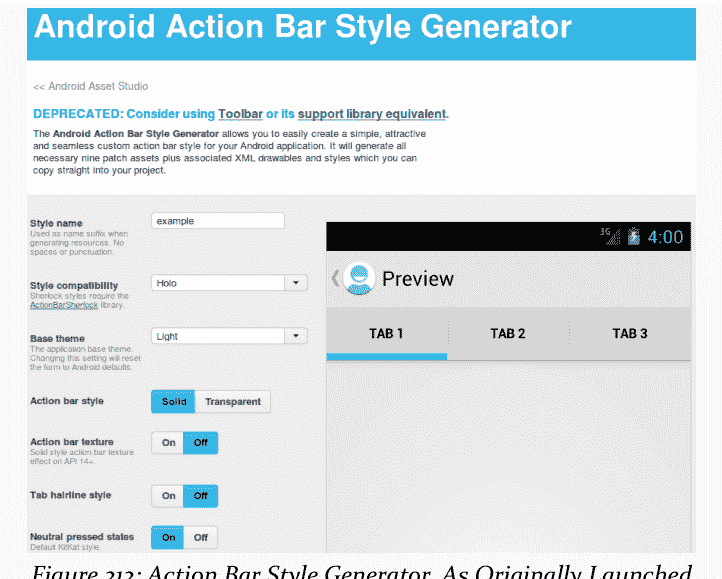 Android Action Bar Style Generator
<< Android Asset Studio
DEPRECATED: Consider using Toolbar or its support library equivalent.
The Android Action Bar Style Generator allows you to easily create a simple, attractive
and seamless custom action bar style for your Android application. It will generate all
necessary nine patch assets plus associated XML drawables and styles which you can
copy straight into your project.
Style name
Used as name suffix when
generating resources. No
spaces or punctuation.
example
Style compatibility
Sherlock styles require the
ActionBarSherlock library.
Holo
Base theme
The application base theme.
Changing this setting will reset
the form to Android defaults.
Light
Action bar style
Solid Transparent
Action bar texture
Solid style action bar texture
effect on API 14+.
On Off
Tab hairline style
On Off
Neutral pressed states
Default KitKat style.
On Off
3G 4:00
Preview
TAB 1 TAB 2 TAB 3
Figure 212: Action Bar Style Generator, As Originally Launched